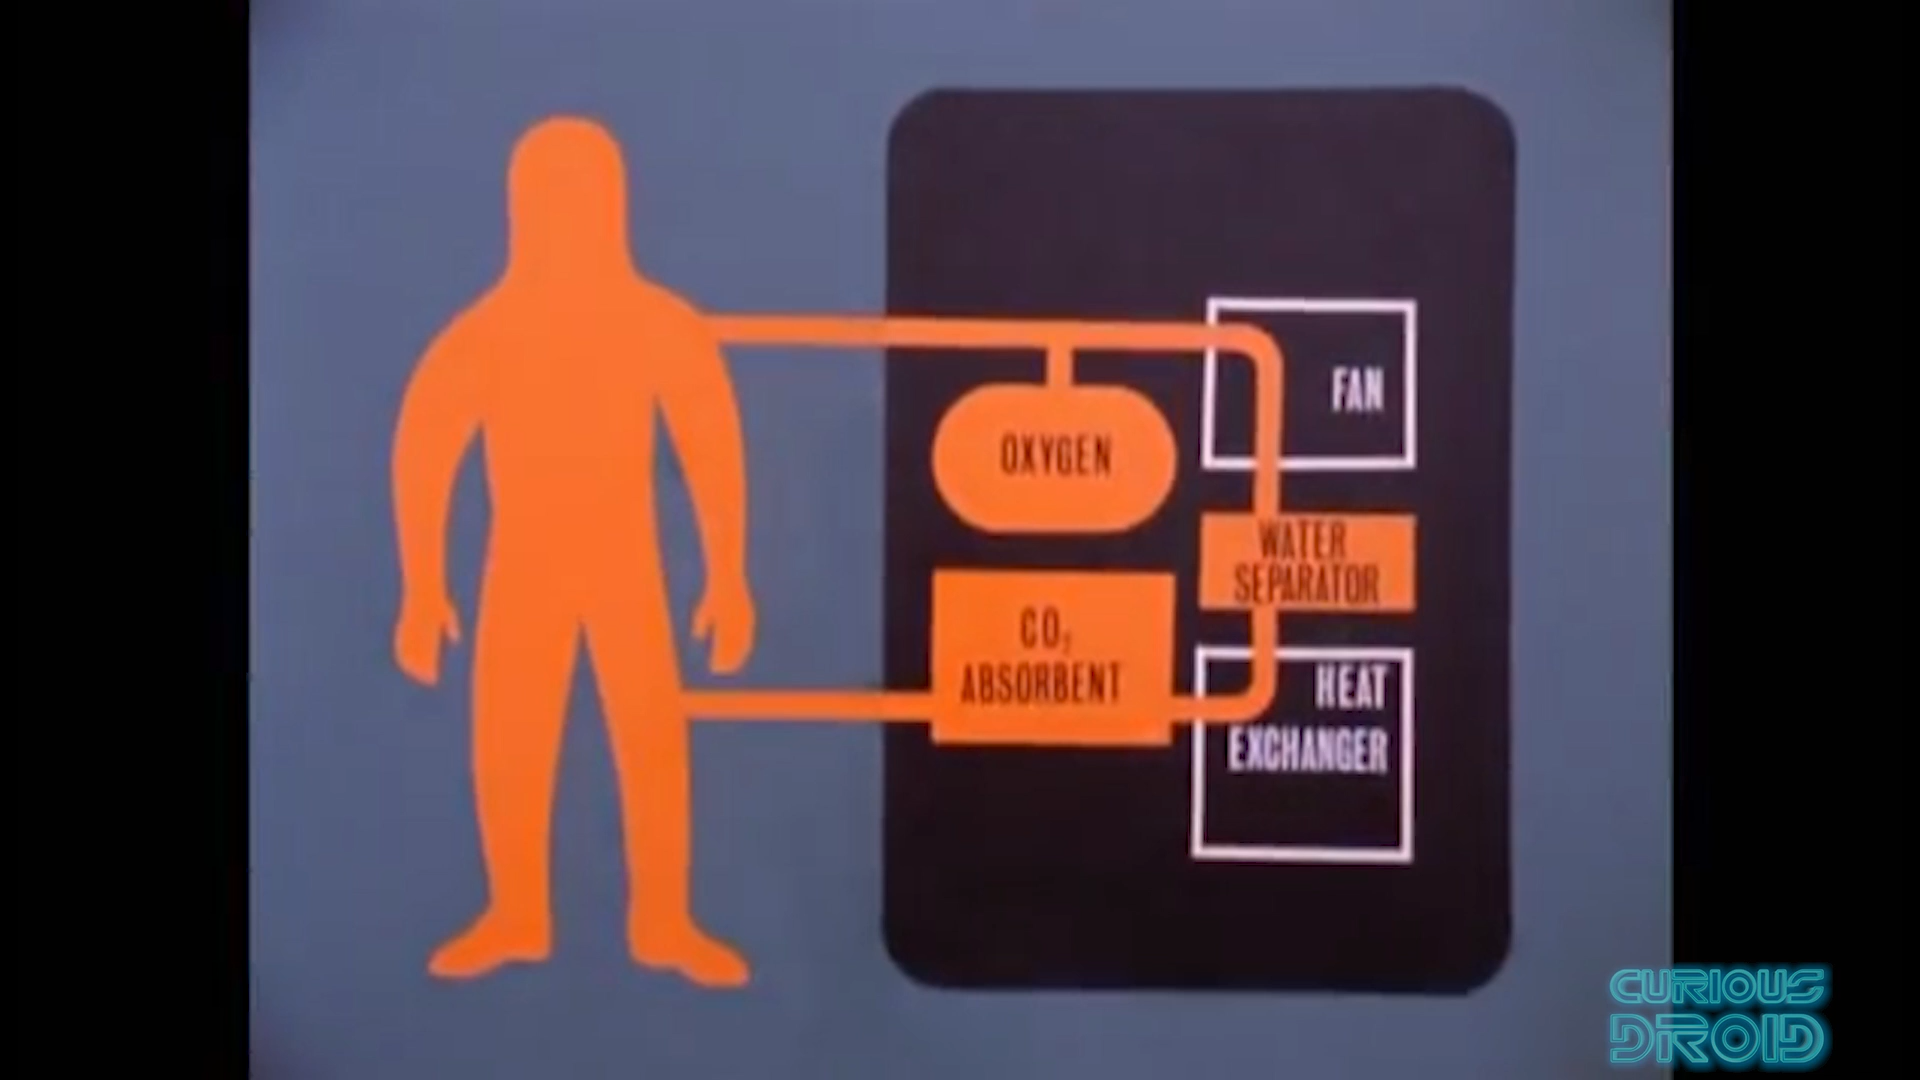 FAN
OXYGEN
WATER
SEPARATOR
CO₂
ABSORBENT
HEAT
EXCHANGER
CURIOUS
DROID